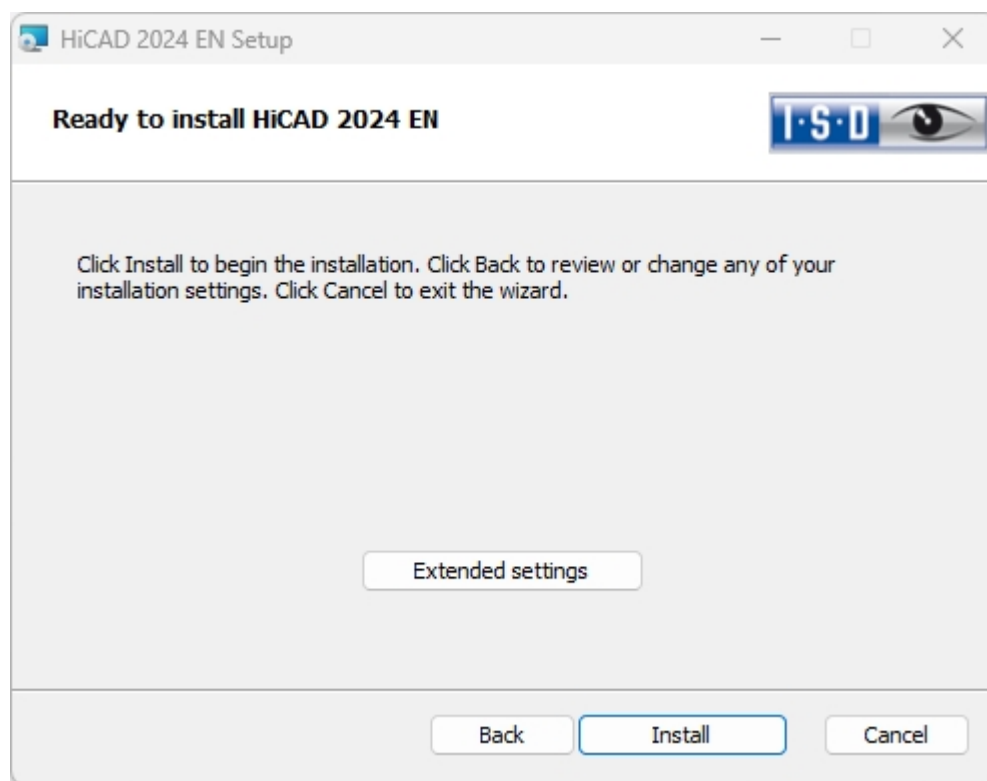 HiCAD 2024 EN Setup
Ready to install HiCAD 2024 EN
I·S·D
Click Install to begin the installation. Click Back to review or change any of your
installation settings. Click Cancel to exit the wizard.
Extended settings
Back
Install
Cancel